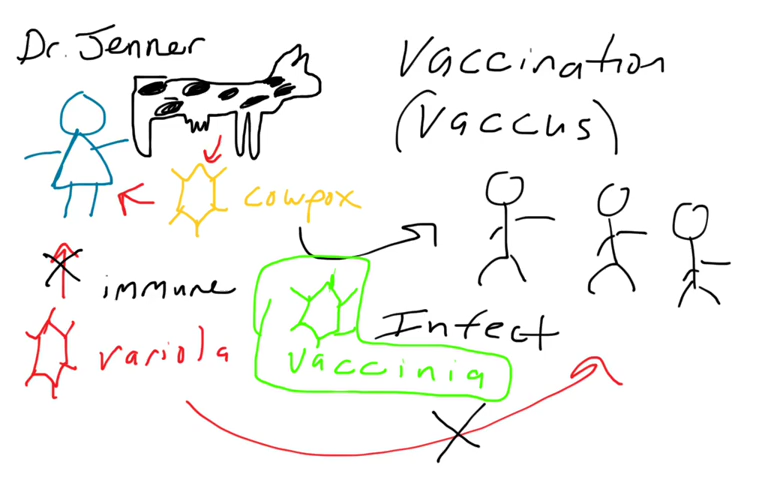 Dr. Jenner
Vaccination
(Vaccus)
cowpox
immune
variola
Infect
vaccinia